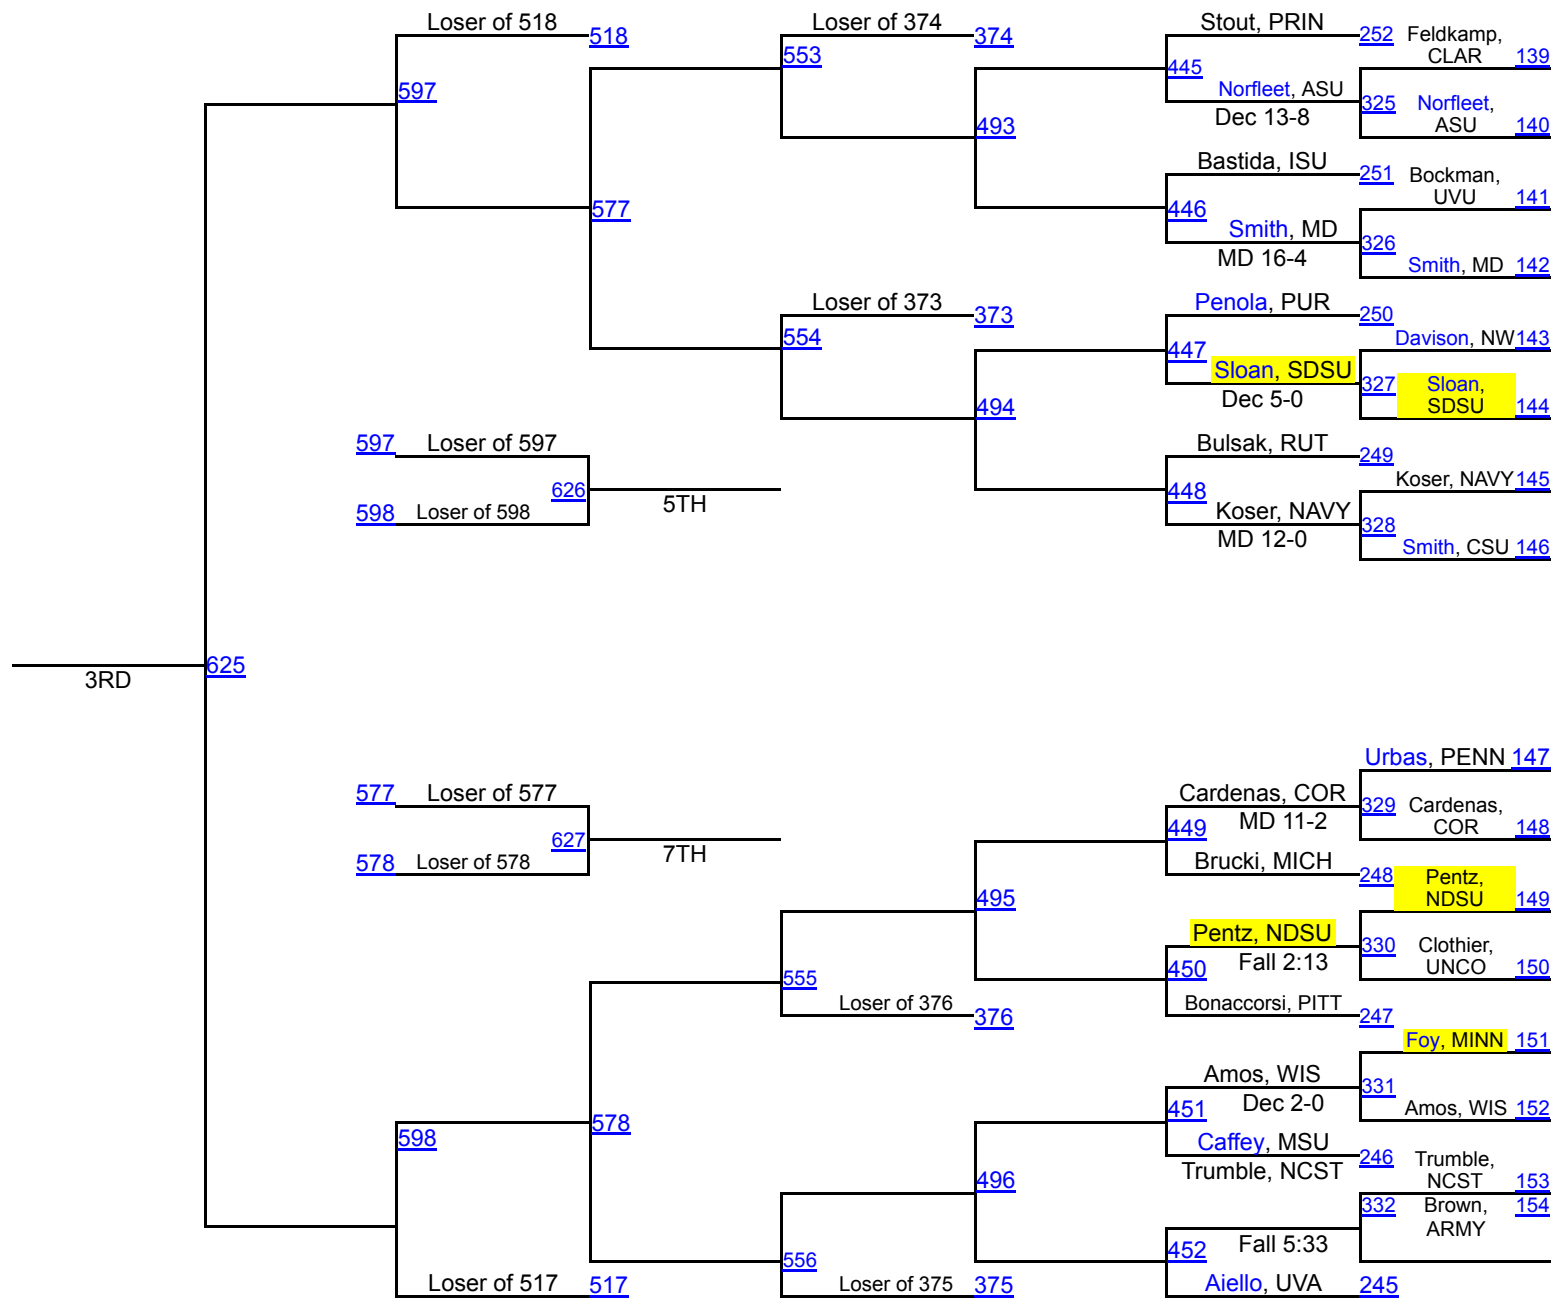 Loser of 518 518
Loser of 374 374
Stout, PRIN 252
Feldkamp,
CLAR 139
553
445
597
Norfleet, ASU
Dec 13-8
325
Norfleet,
ASU 140
493
Bastida, ISU 251
Bockman,
UVU 141
577
446
Smith, MD
MD 16-4
326
Smith, MD 142
Loser of 373 373
Penola, PUR 250
554
447
Davison, NW 143
Sloan, SDSU
Dec 5-0
327
Sloan,
SDSU 144
494
597 Loser of 597
Bulsak, RUT 249
Koser, NAVY 145
626
5TH
448
598 Loser of 598
Koser, NAVY
MD 12-0
328
Smith, CSU 146
625
3RD
Urbas, PENN 147
577 Loser of 577
Cardenas, COR
MD 11-2
329
Cardenas,
COR 148
627
7TH
449
578 Loser of 578
Brucki, MICH 248
Pentz,
NDSU 149
495
Pentz, NDSU
Fall 2:13
330
Clothier,
UNCO 150
555
450
Loser of 376 376
Bonaccorsi, PITT 247
Foy, MINN 151
Amos, WIS
Dec 2-0
331
Amos, WIS 152
578
451
598
Caffey, MSU 246
Trumble, NCST
Trumble,
NCST 153
496
332
Brown, 154
ARMY
Fall 5:33
452
556
Loser of 517 517
Loser of 375 375
Aiello, UVA 245